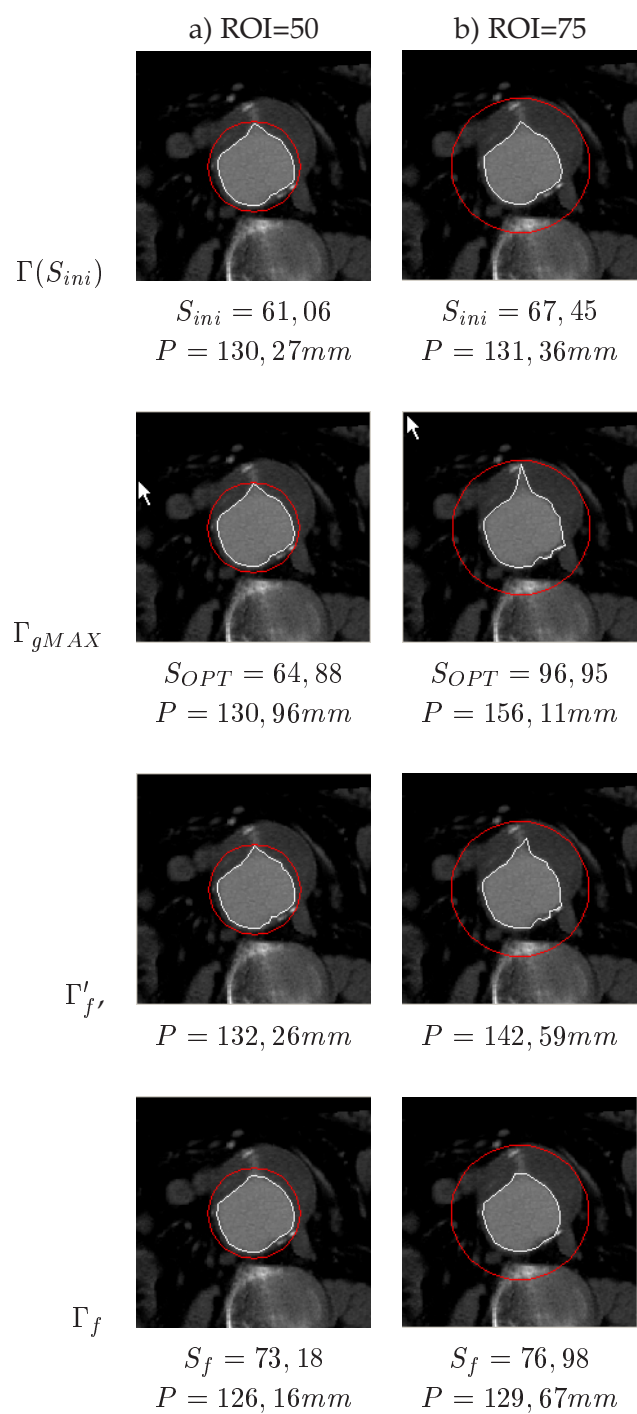 a) ROI=50 b) ROI=75
Γ(S_ini)
S_ini = 61, 06 S_ini = 67, 45
P = 130, 27mm P = 131, 36mm
Γ_gMAX
S_OPT = 64, 88 S_OPT = 96, 95
P = 130, 96mm P = 156, 11mm
Γ′_f,
P = 132, 26mm P = 142, 59mm
Γ_f
S_f = 73, 18 S_f = 76, 98
P = 126, 16mm P = 129, 67mm